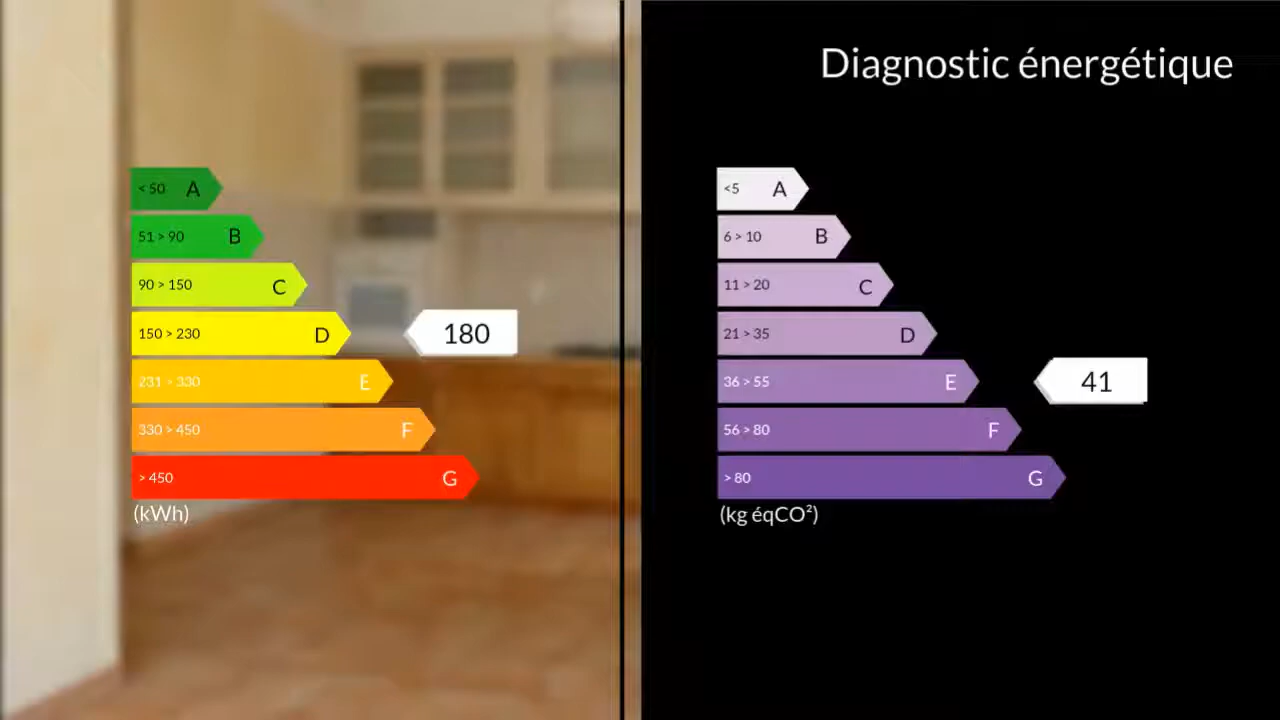 Diagnostic énergétique
< 50 A
51 > 90 B
90 > 150 C
150 > 230 D
180
231 > 330 E
330 > 450 F
> 450 G
(kWh)
<5 A
6 > 10 B
11 > 20 C
21 > 35 D
36 > 55 E
41
56 > 80 F
> 80 G
(kg éqCO²)